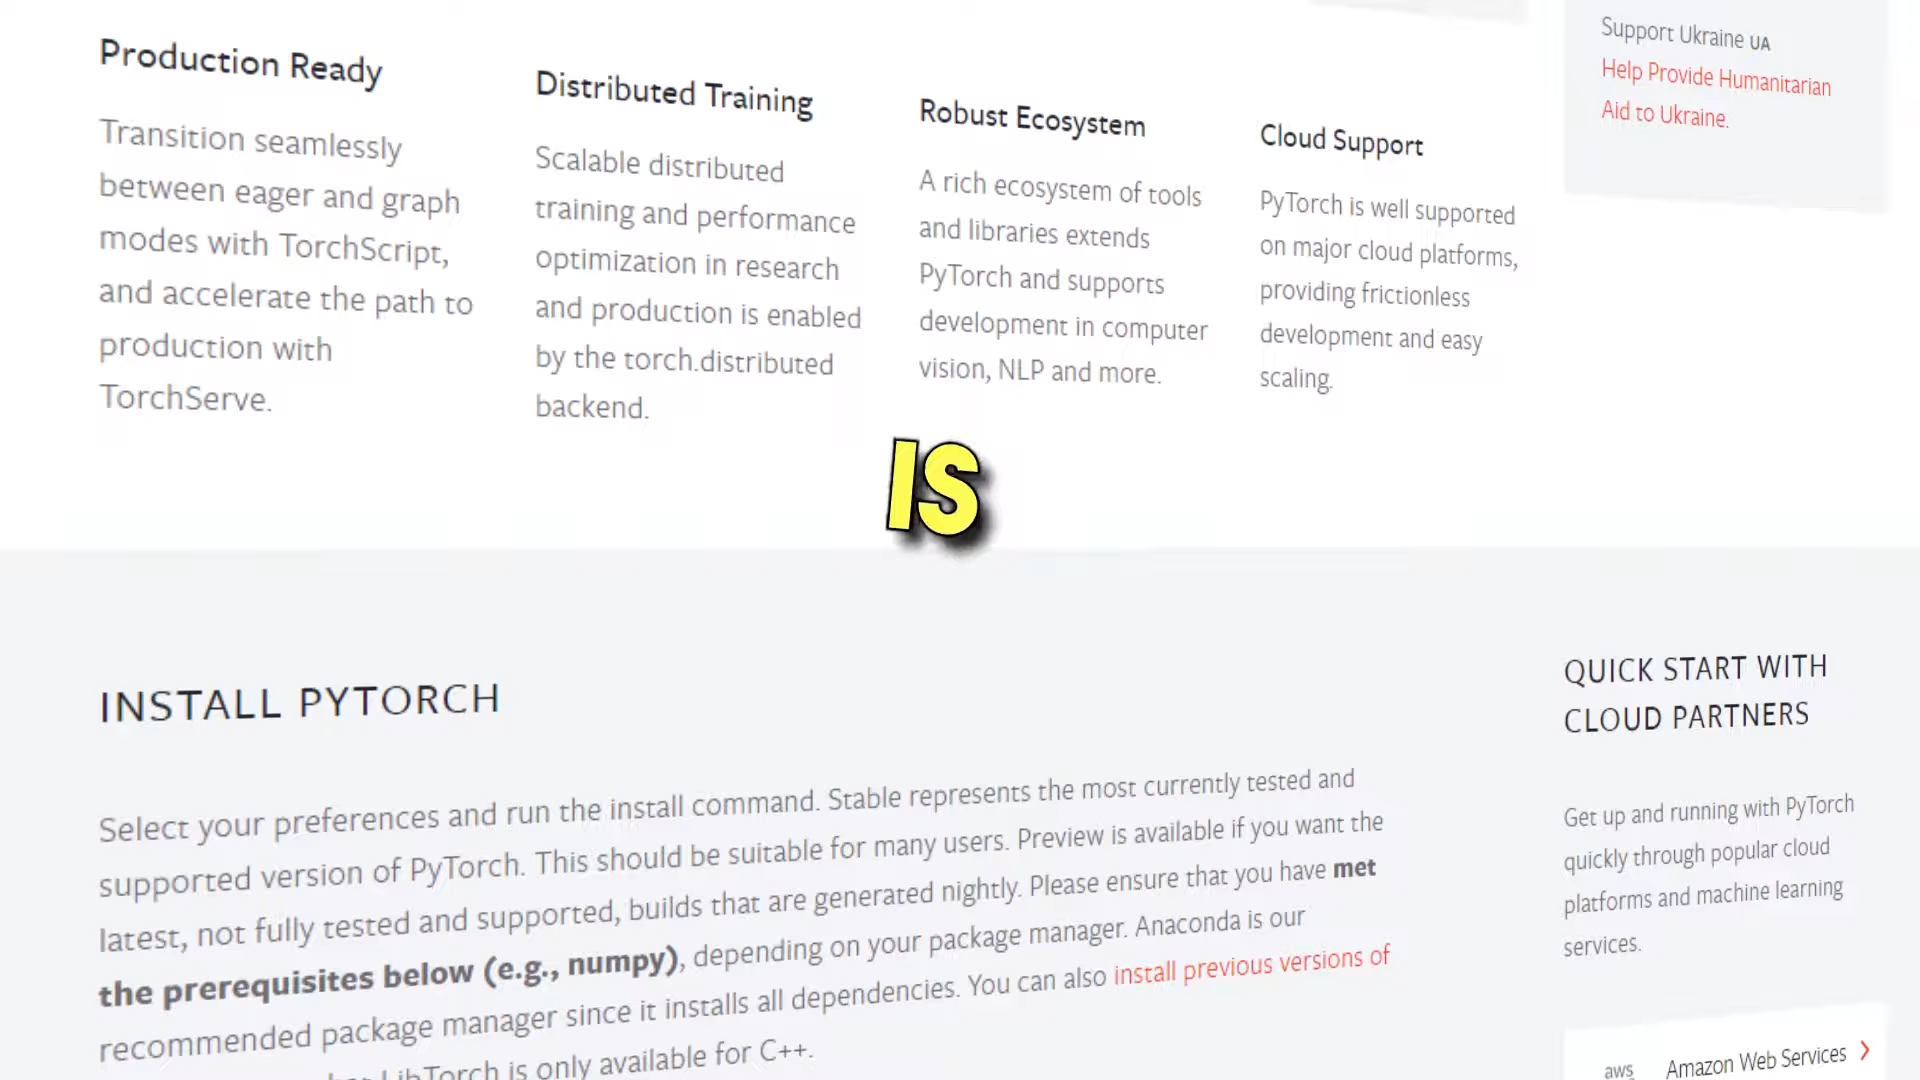 Production Ready
Transition seamlessly
between eager and graph
modes with TorchScript,
and accelerate the path to
production with
TorchServe.
Distributed Training
Scalable distributed
training and performance
optimization in research
and production is enabled
by the torch.distributed
backend.
Robust Ecosystem
A rich ecosystem of tools
and libraries extends
PyTorch and supports
development in computer
vision, NLP and more.
Cloud Support
PyTorch is well supported
on major cloud platforms,
providing frictionless
development and easy
scaling.
Support Ukraine UA
Help Provide Humanitarian
Aid to Ukraine.
IS
INSTALL PYTORCH
Select your preferences and run the install command. Stable represents the most currently tested and
supported version of PyTorch. This should be suitable for many users. Preview is available if you want the
latest, not fully tested and supported, builds that are generated nightly. Please ensure that you have met
the prerequisites below (e.g., numpy), depending on your package manager. Anaconda is our
recommended package manager since it installs all dependencies. You can also install previous versions of
LibTorch is only available for C++.
QUICK START WITH
CLOUD PARTNERS
Get up and running with PyTorch
quickly through popular cloud
platforms and machine learning
services.
aws Amazon Web Services